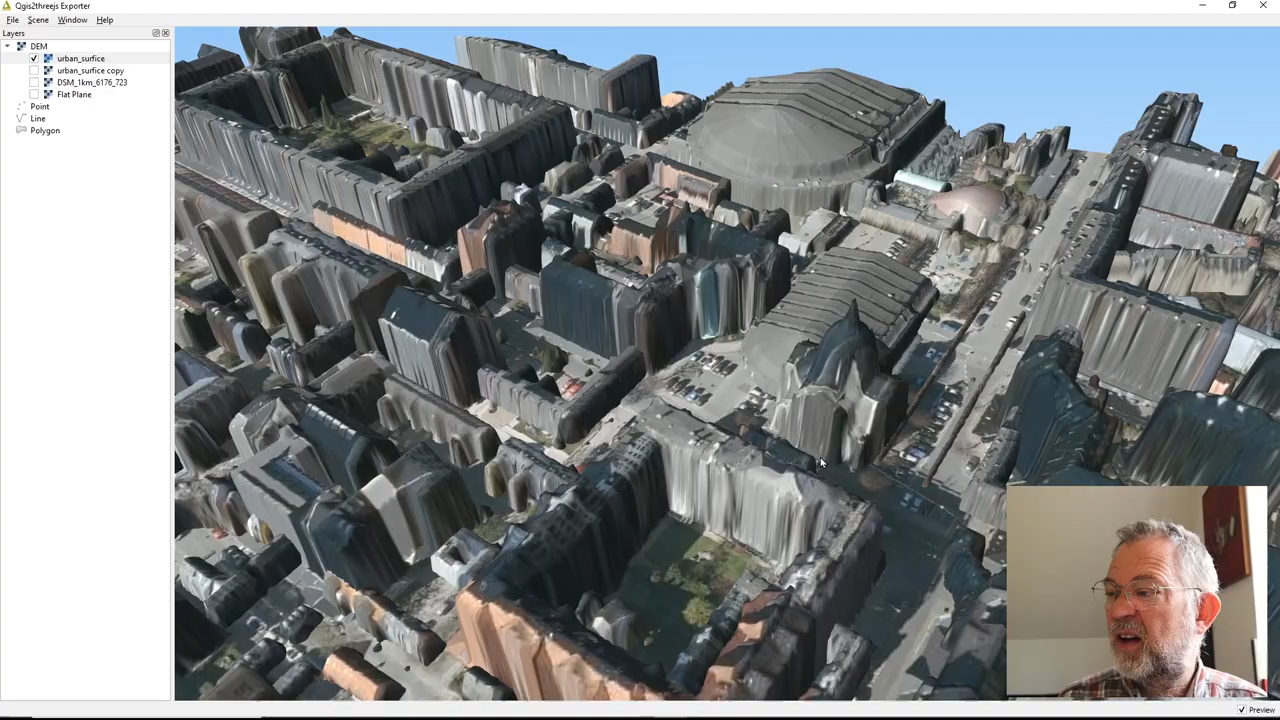 Qgis2threejs Exporter
File Scene Window Help
Layers
DEM
urban_surfice
urban_surfice copy
DSM_1km_6176_723
Flat Plane
Point
Line
Polygon
Preview